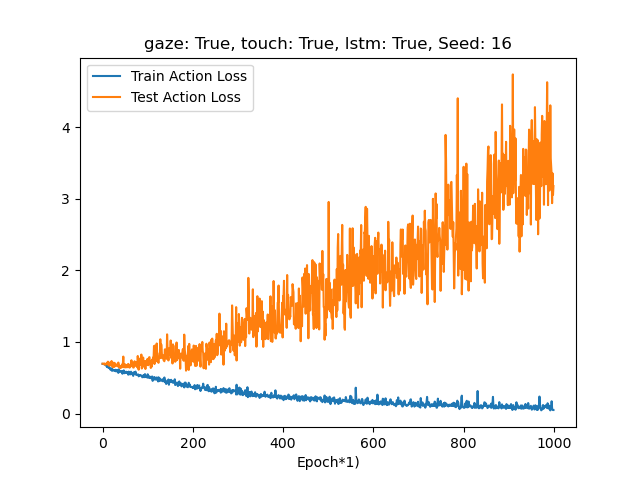 gaze: True, touch: True, lstm: True, Seed: 16
Train Action Loss
Test Action Loss
4
3
2
1
0
0 200 400 600 800 1000
Epoch*1)